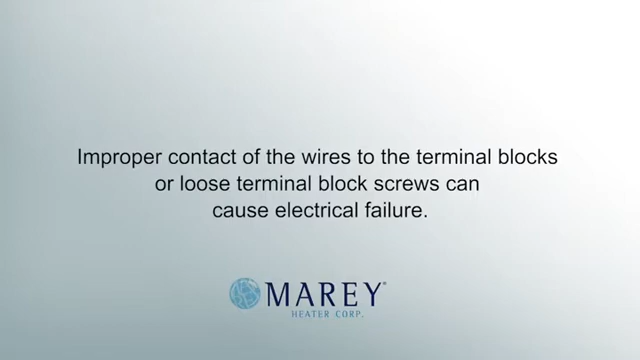 Improper contact of the wires to the terminal blocks
or loose terminal block screws can
cause electrical failure.
MAREY®
HEATER CORP.